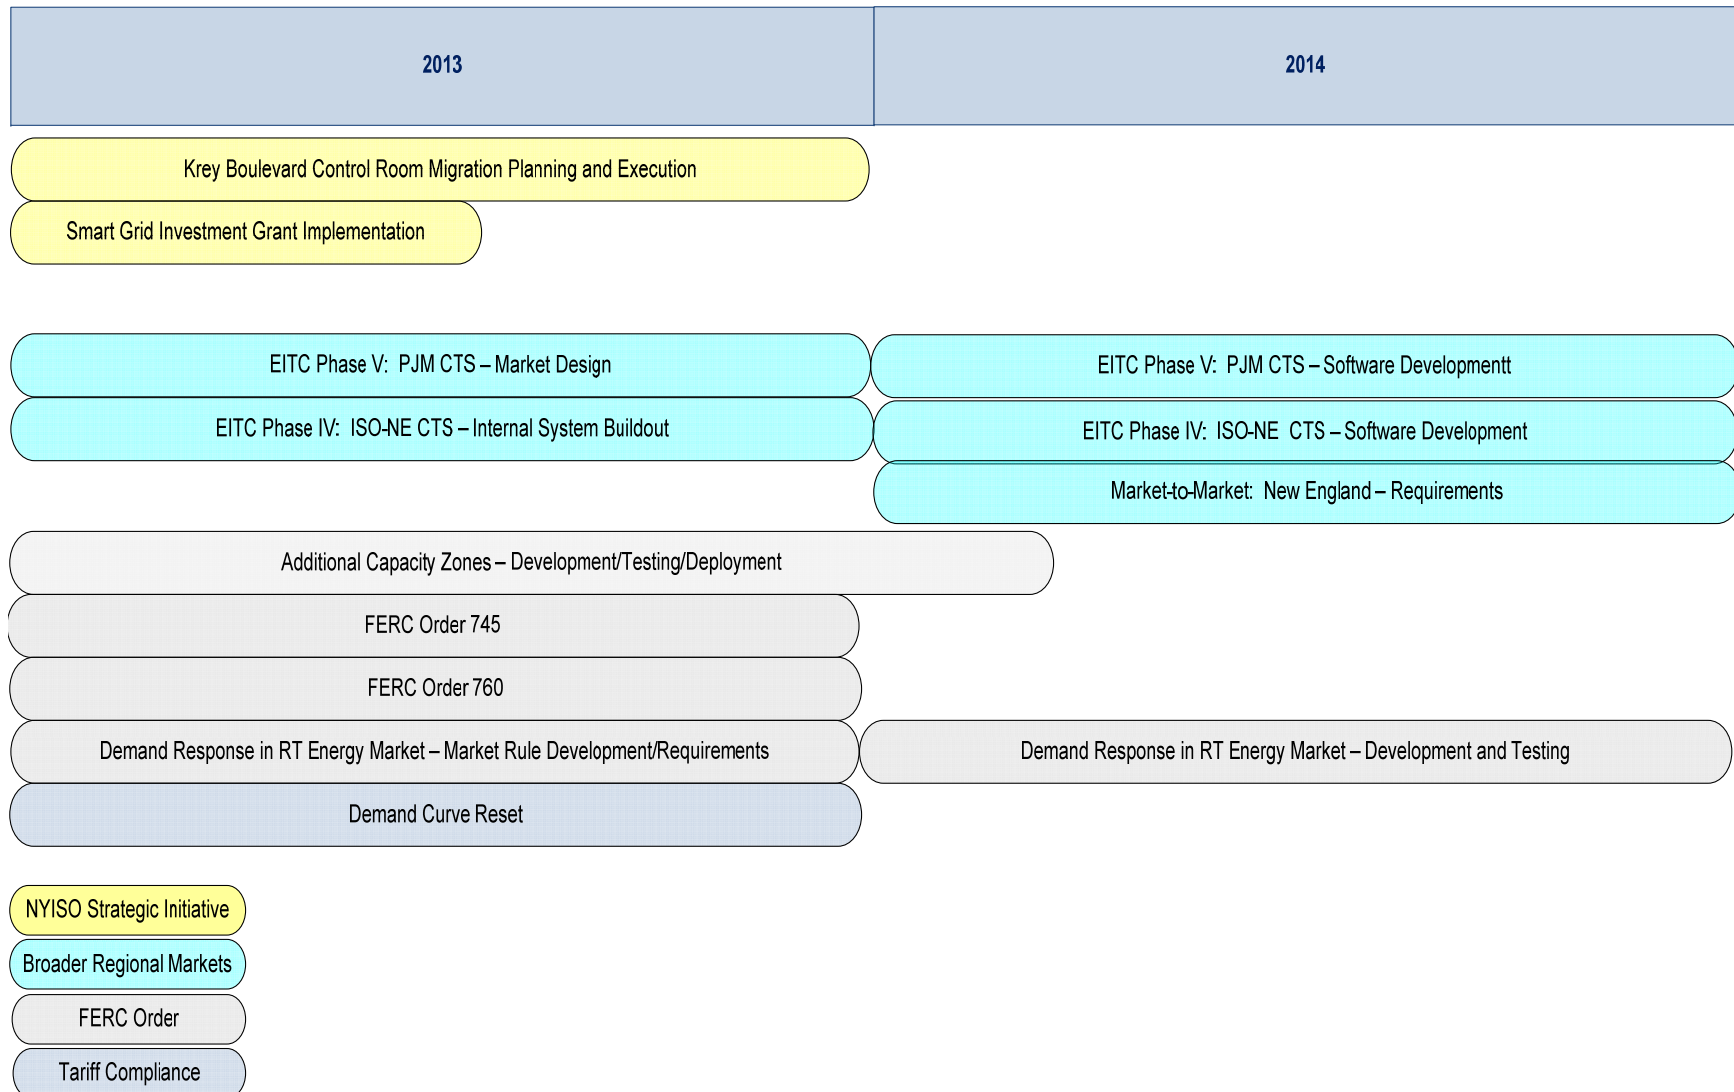 2013
2014
Krey Boulevard Control Room Migration Planning and Execution
Smart Grid Investment Grant Implementation
EITC Phase V: PJM CTS – Market Design
EITC Phase V: PJM CTS – Software Developmentt
EITC Phase IV: ISO-NE CTS – Internal System Buildout
EITC Phase IV: ISO-NE CTS – Software Development
Market-to-Market: New England – Requirements
Additional Capacity Zones – Development/Testing/Deployment
FERC Order 745
FERC Order 760
Demand Response in RT Energy Market – Market Rule Development/Requirements
Demand Response in RT Energy Market – Development and Testing
Demand Curve Reset
NYISO Strategic Initiative
Broader Regional Markets
FERC Order
Tariff Compliance